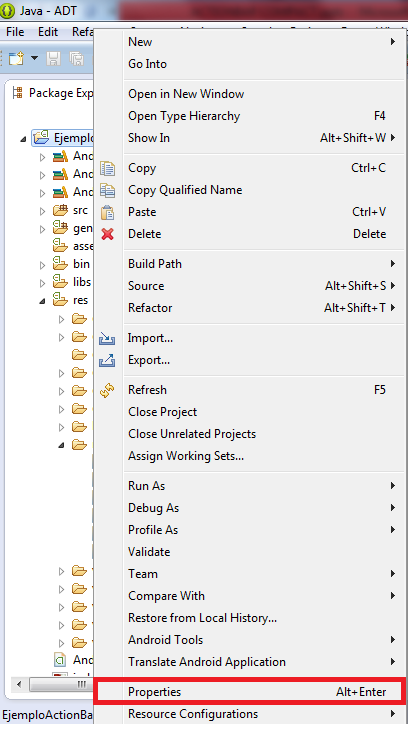 Java - ADT
File Edit
Package Exp
New
Go Into
Open in New Window
Open Type Hierarchy F4
Show In Alt+Shift+W
Copy Ctrl+C
Copy Qualified Name
Paste Ctrl+V
Delete Delete
Build Path
Source Alt+Shift+S
Refactor Alt+Shift+T
Import...
Export...
Refresh F5
Close Project
Close Unrelated Projects
Assign Working Sets...
Run As
Debug As
Profile As
Validate
Team
Compare With
Restore from Local History...
Android Tools
Translate Android Application
Properties Alt+Enter
Resource Configurations
Ejemplo
And
And
And
src
gen
asse
bin
libs
res
And
EjemploActionBa